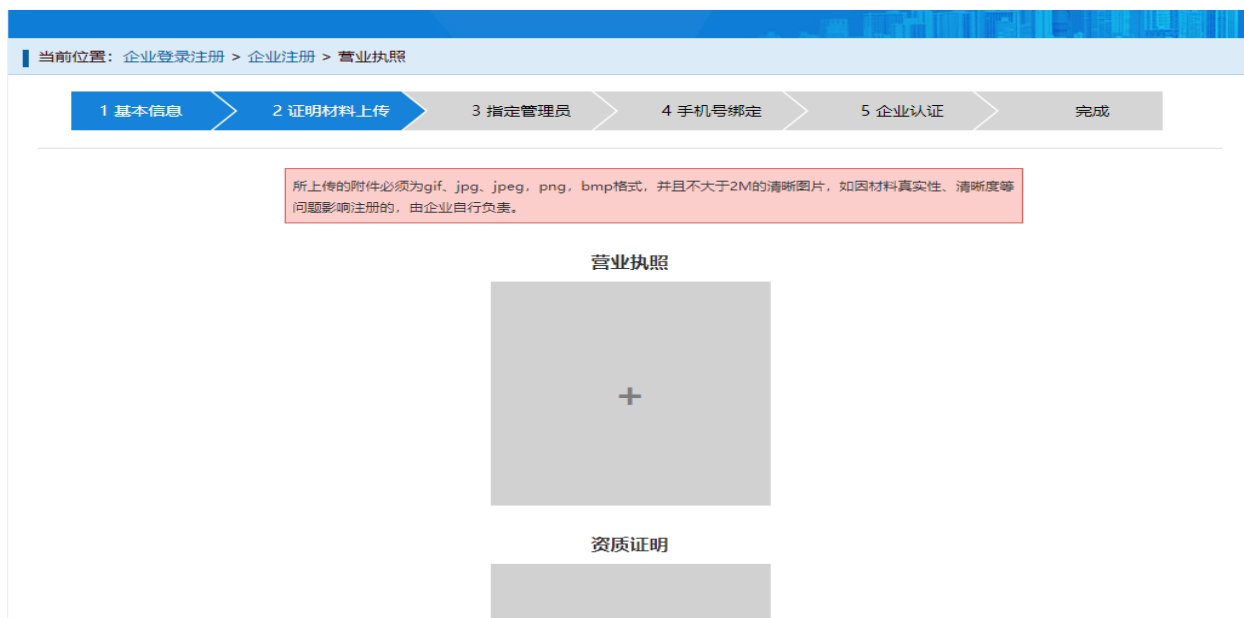 当前位置：企业登录注册 > 企业注册 > 营业执照
1 基本信息 2 证明材料上传 3 指定管理员 4 手机号绑定 5 企业认证 完成
所上传的附件必须为gif、jpg、jpeg，png，bmp格式，并且不大于2M的清晰图片，如因材料真实性、清晰度等
问题影响注册的，由企业自行负责。
营业执照
+
资质证明